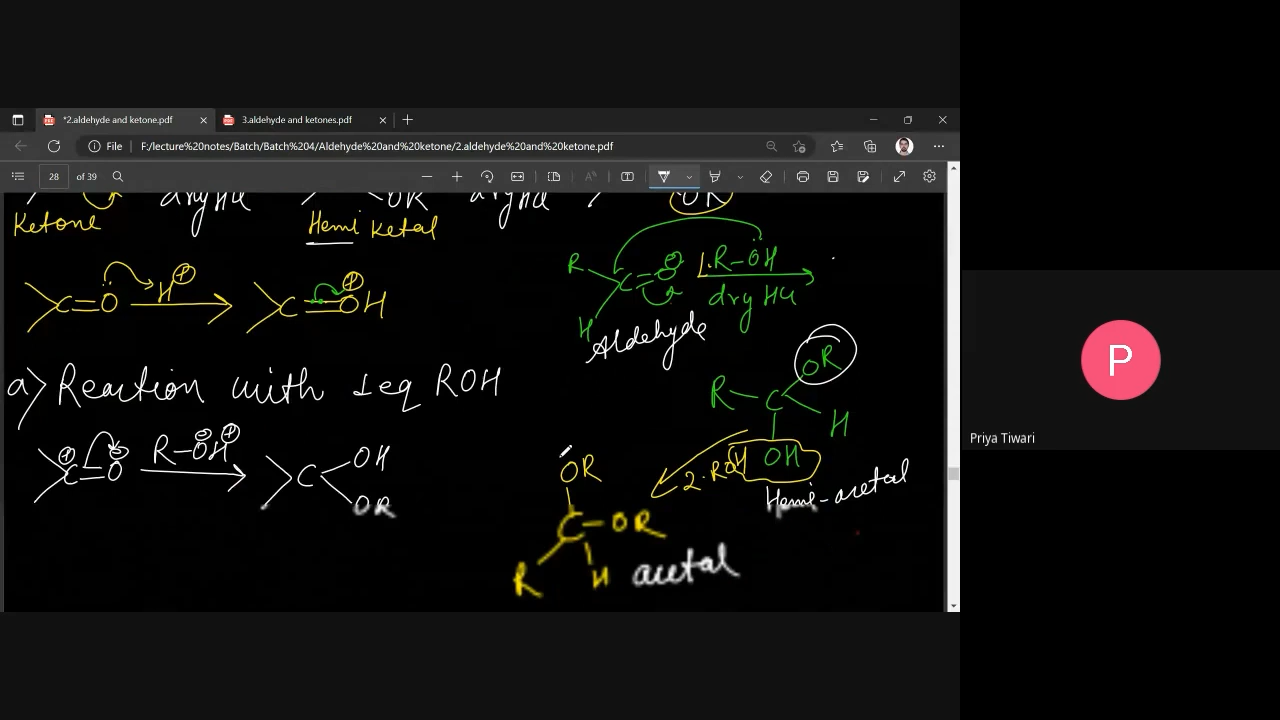 *2.aldehyde and ketone.pdf
3.aldehyde and ketones.pdf
File F:/lecture%20notes/Batch/Batch%204/Aldehyde%20and%20ketone/2.aldehyde%20and%20ketone.pdf
28 of 39
OR
OR
Ketone
Hemi ketal
C=O H⊕
C=OH ⊕
R
C=O
H
1. R-ÖH
dry HCl
Aldehyde
a) Reaction with 1eq ROH
C=O R-OH
C OH
OR
R-C OR
H
OH
Hemi-acetal
2. ROH
OR
C-OR
R H acetal
P
Priya Tiwari